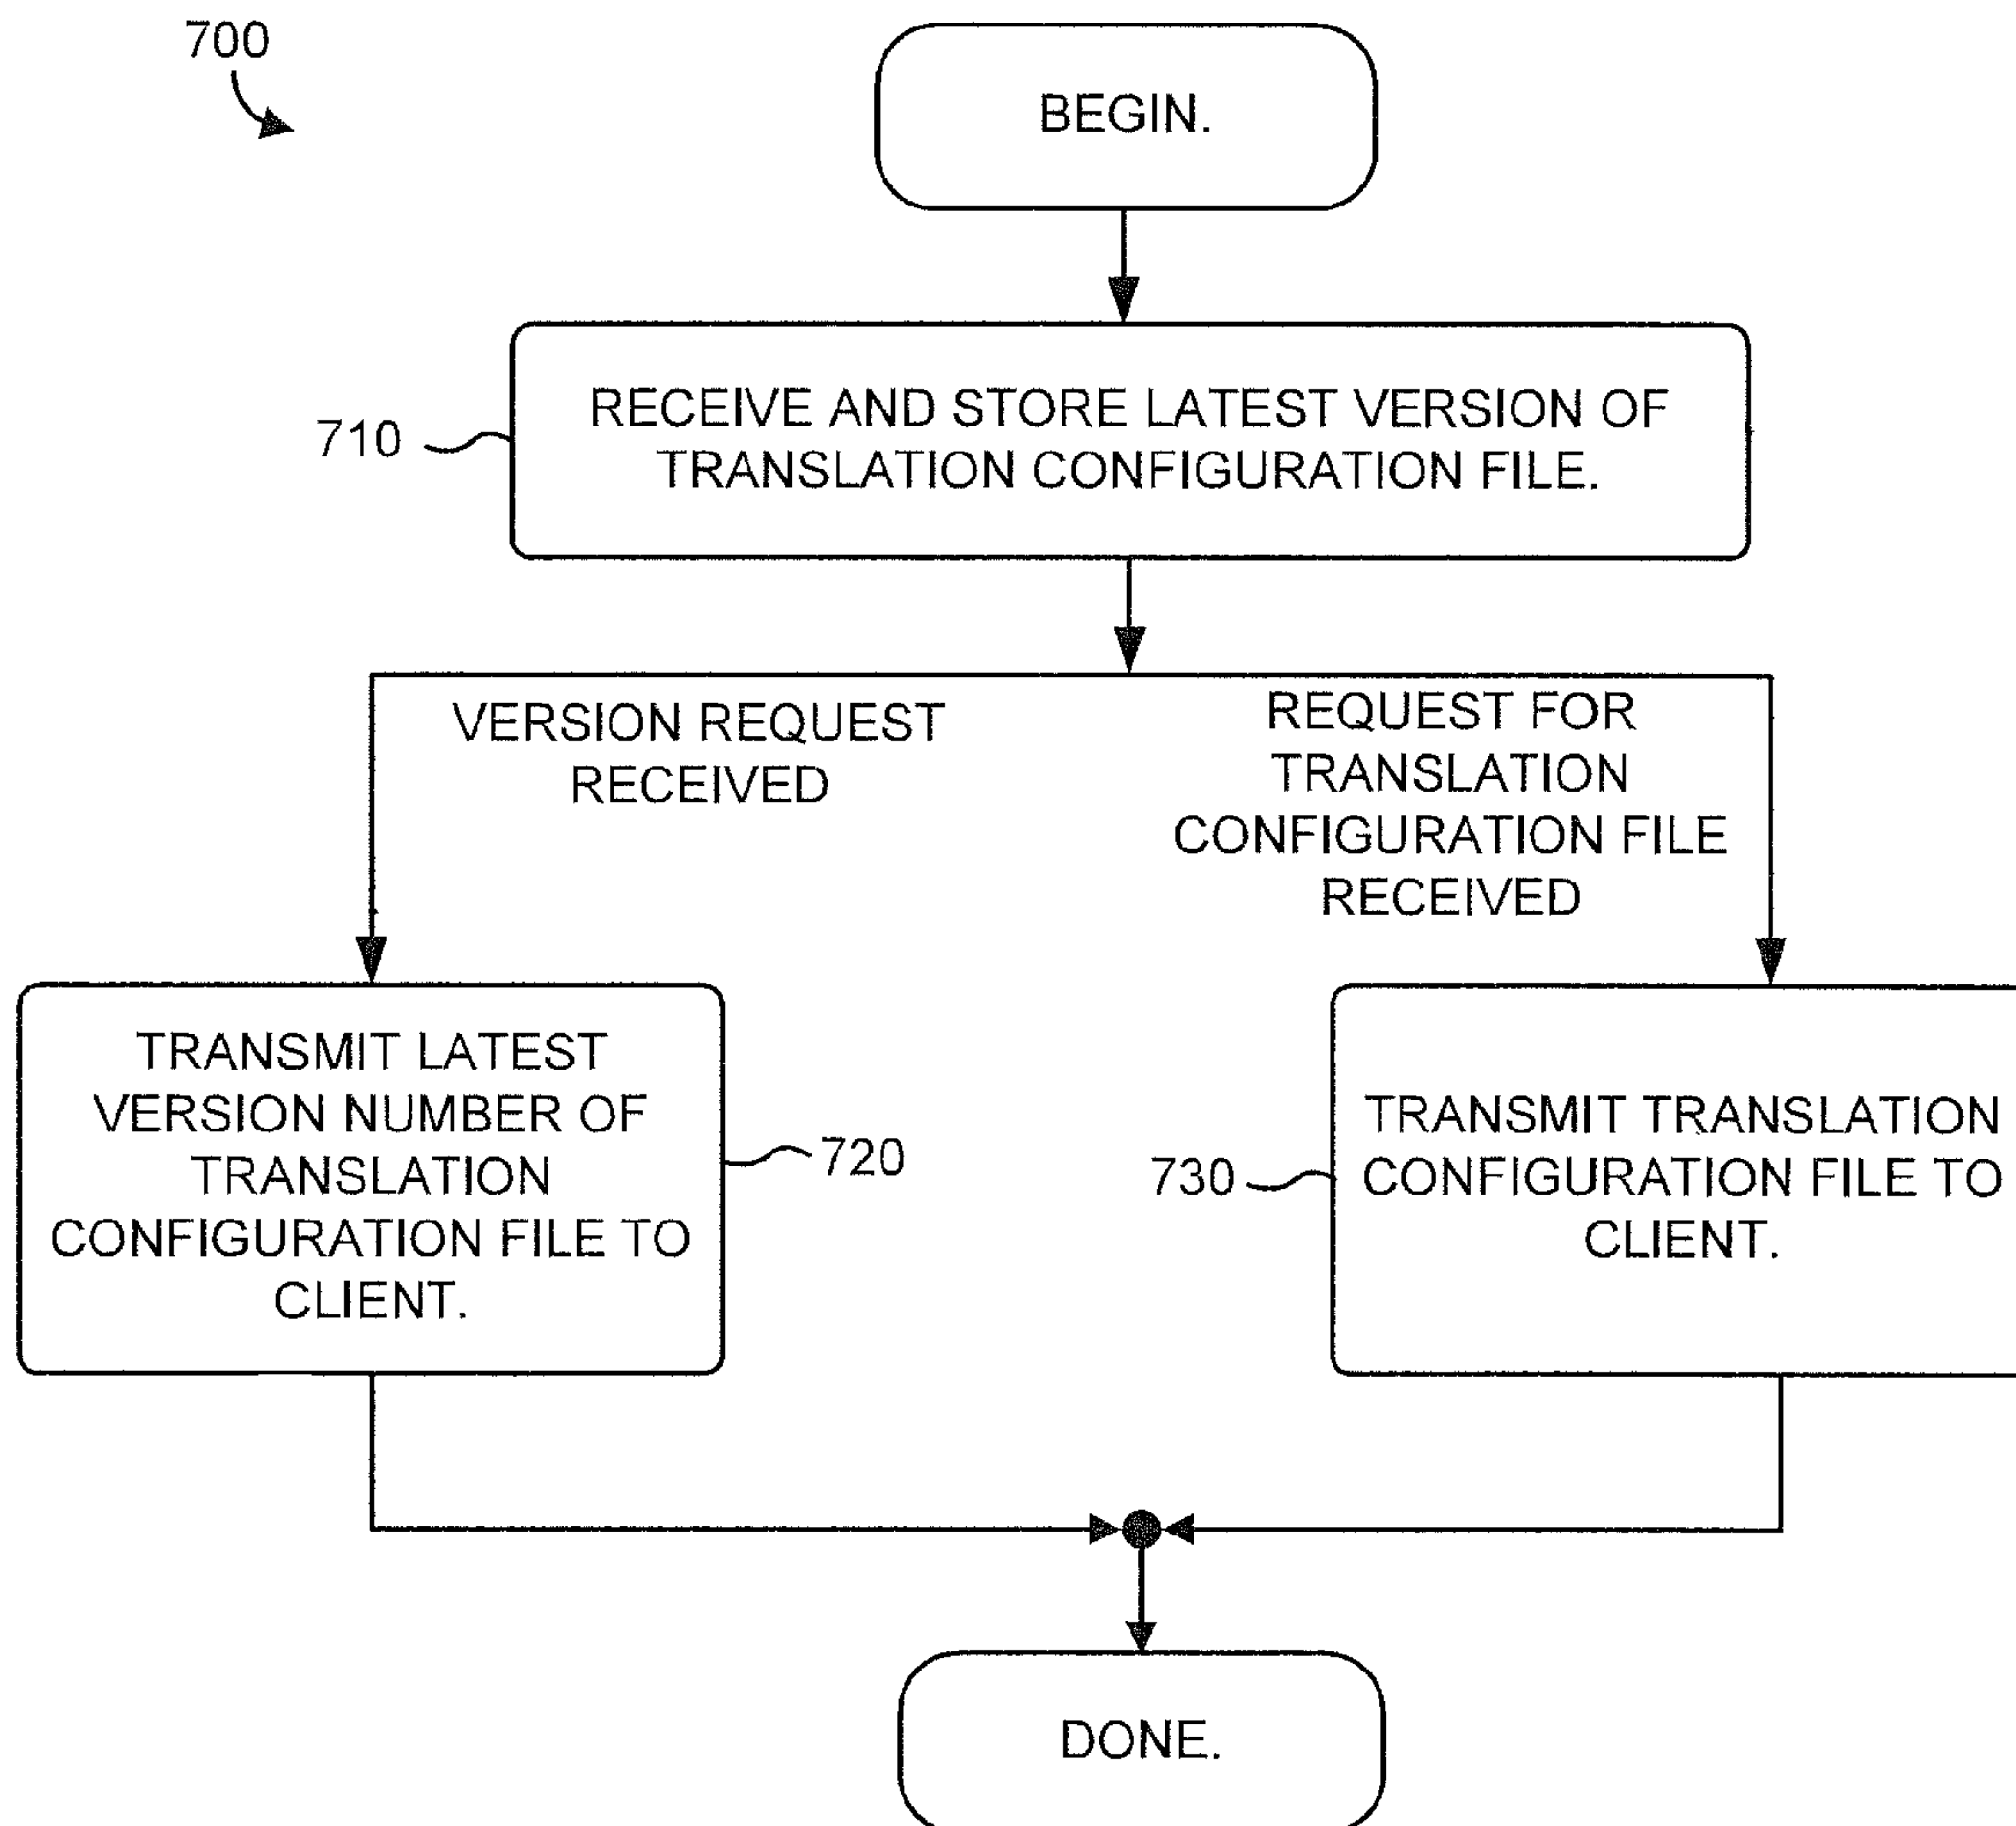 700
BEGIN.
710
RECEIVE AND STORE LATEST VERSION OF
TRANSLATION CONFIGURATION FILE.
VERSION REQUEST
RECEIVED
REQUEST FOR
TRANSLATION
CONFIGURATION FILE
RECEIVED
TRANSMIT LATEST
VERSION NUMBER OF
TRANSLATION
CONFIGURATION FILE TO
CLIENT.
720
730
TRANSMIT TRANSLATION
CONFIGURATION FILE TO
CLIENT.
DONE.